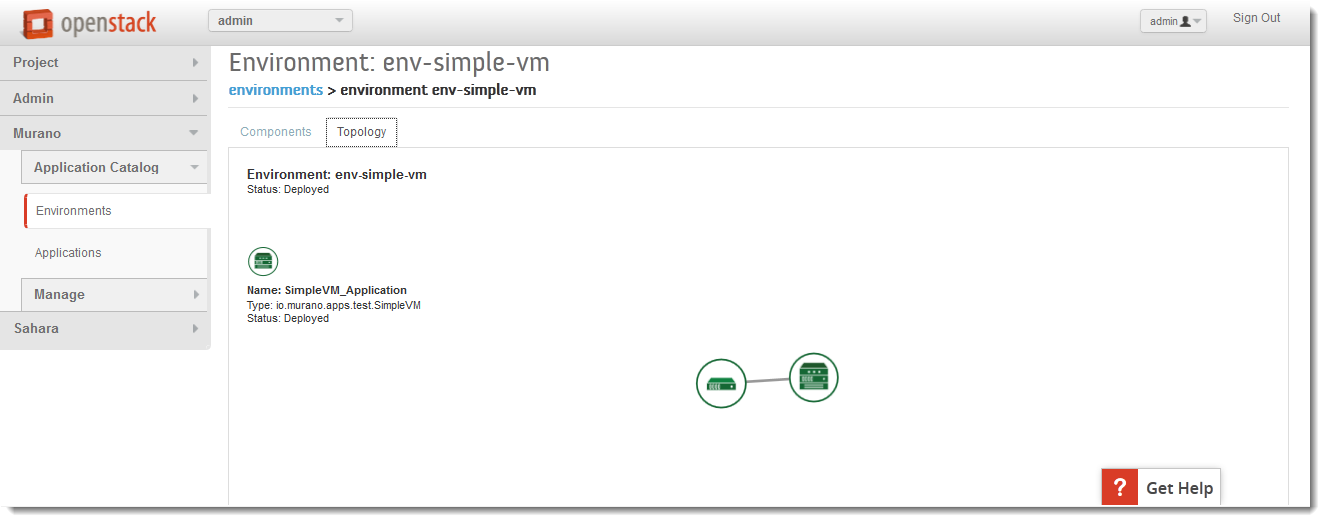 openstack
admin
admin
Sign Out
Project
Admin
Murano
Application Catalog
Environments
Applications
Manage
Sahara
Environment: env-simple-vm
environments > environment env-simple-vm
Components
Topology
Environment: env-simple-vm
Status: Deployed
Name: SimpleVM_Application
Type: io.murano.apps.test.SimpleVM
Status: Deployed
? Get Help